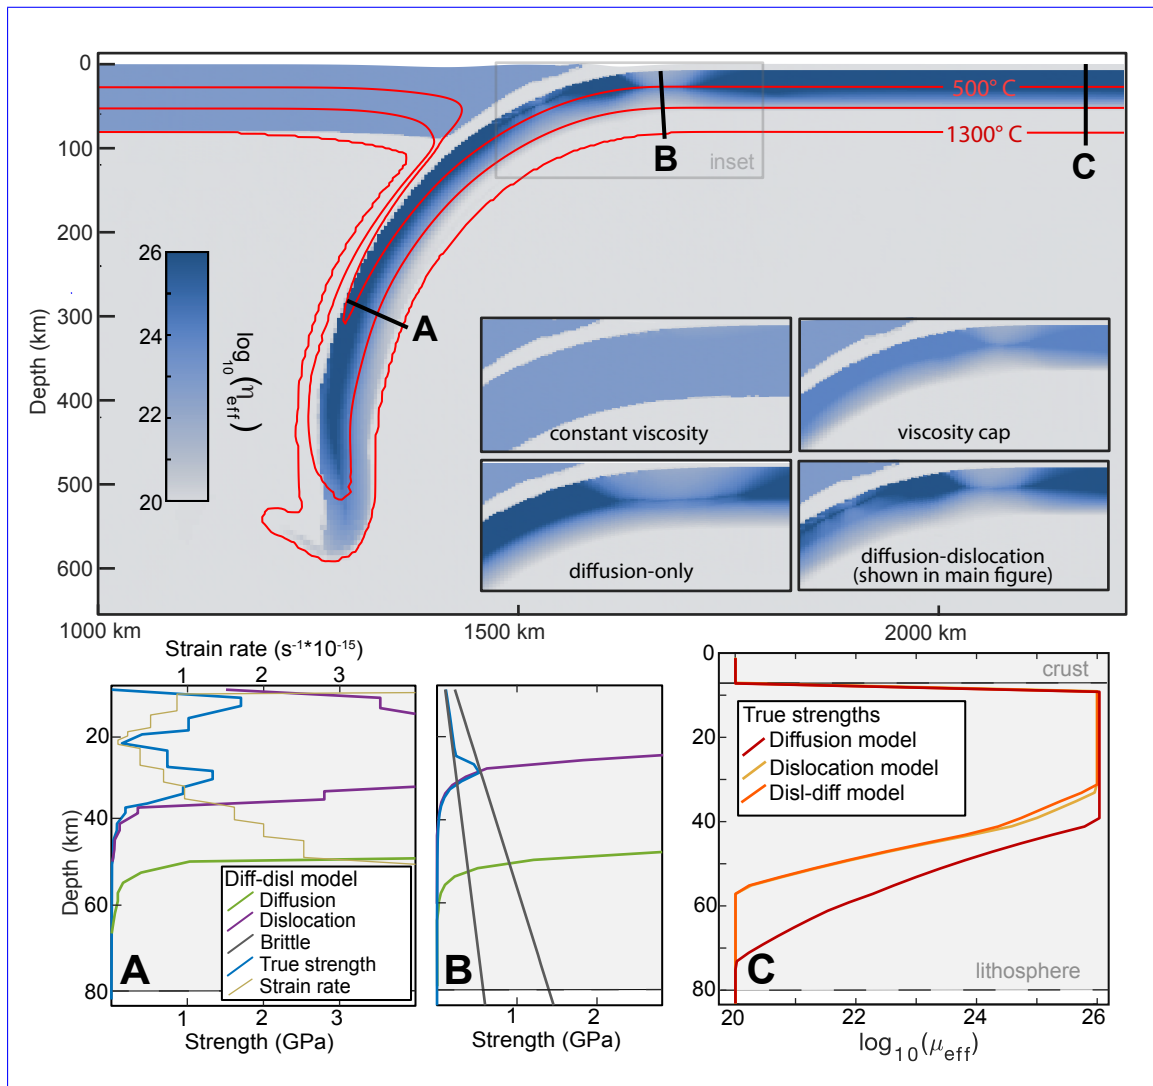 0
100
200
300
400
500
600
Depth (km)
500° C
1300° C
B
C
inset
A
26
24
22
20
log10(ηeff)
constant viscosity
viscosity cap
diffusion-only
diffusion-dislocation
(shown in main figure)
1000 km
1500 km
2000 km
Strain rate (s-1*10-15)
1
2
3
20
40
60
80
Depth (km)
Diff-disl model
Diffusion
Dislocation
Brittle
True strength
Strain rate
A
1
2
3
Strength (GPa)
B
1
2
Strength (GPa)
0
20
40
60
80
crust
True strengths
Diffusion model
Dislocation model
Disl-diff model
C
lithosphere
20
22
24
26
log10(μeff)